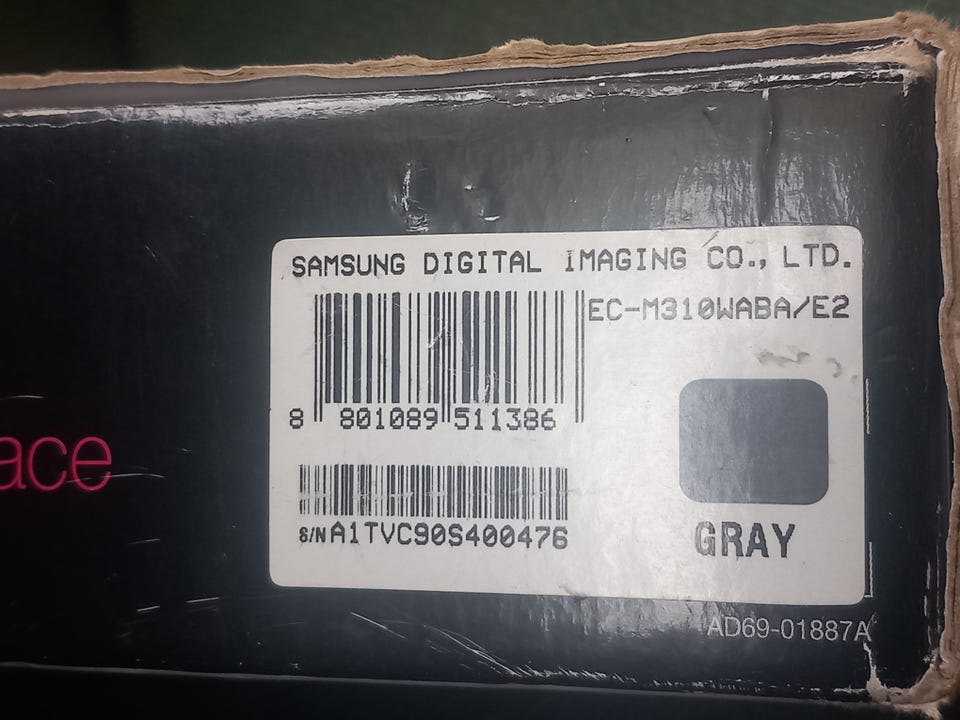 SAMSUNG DIGITAL IMAGING CO., LTD.
EC-M310WABA/E2
8 801089 511386
S/N A1TVC90S400476
GRAY
ace
AD69-01887A